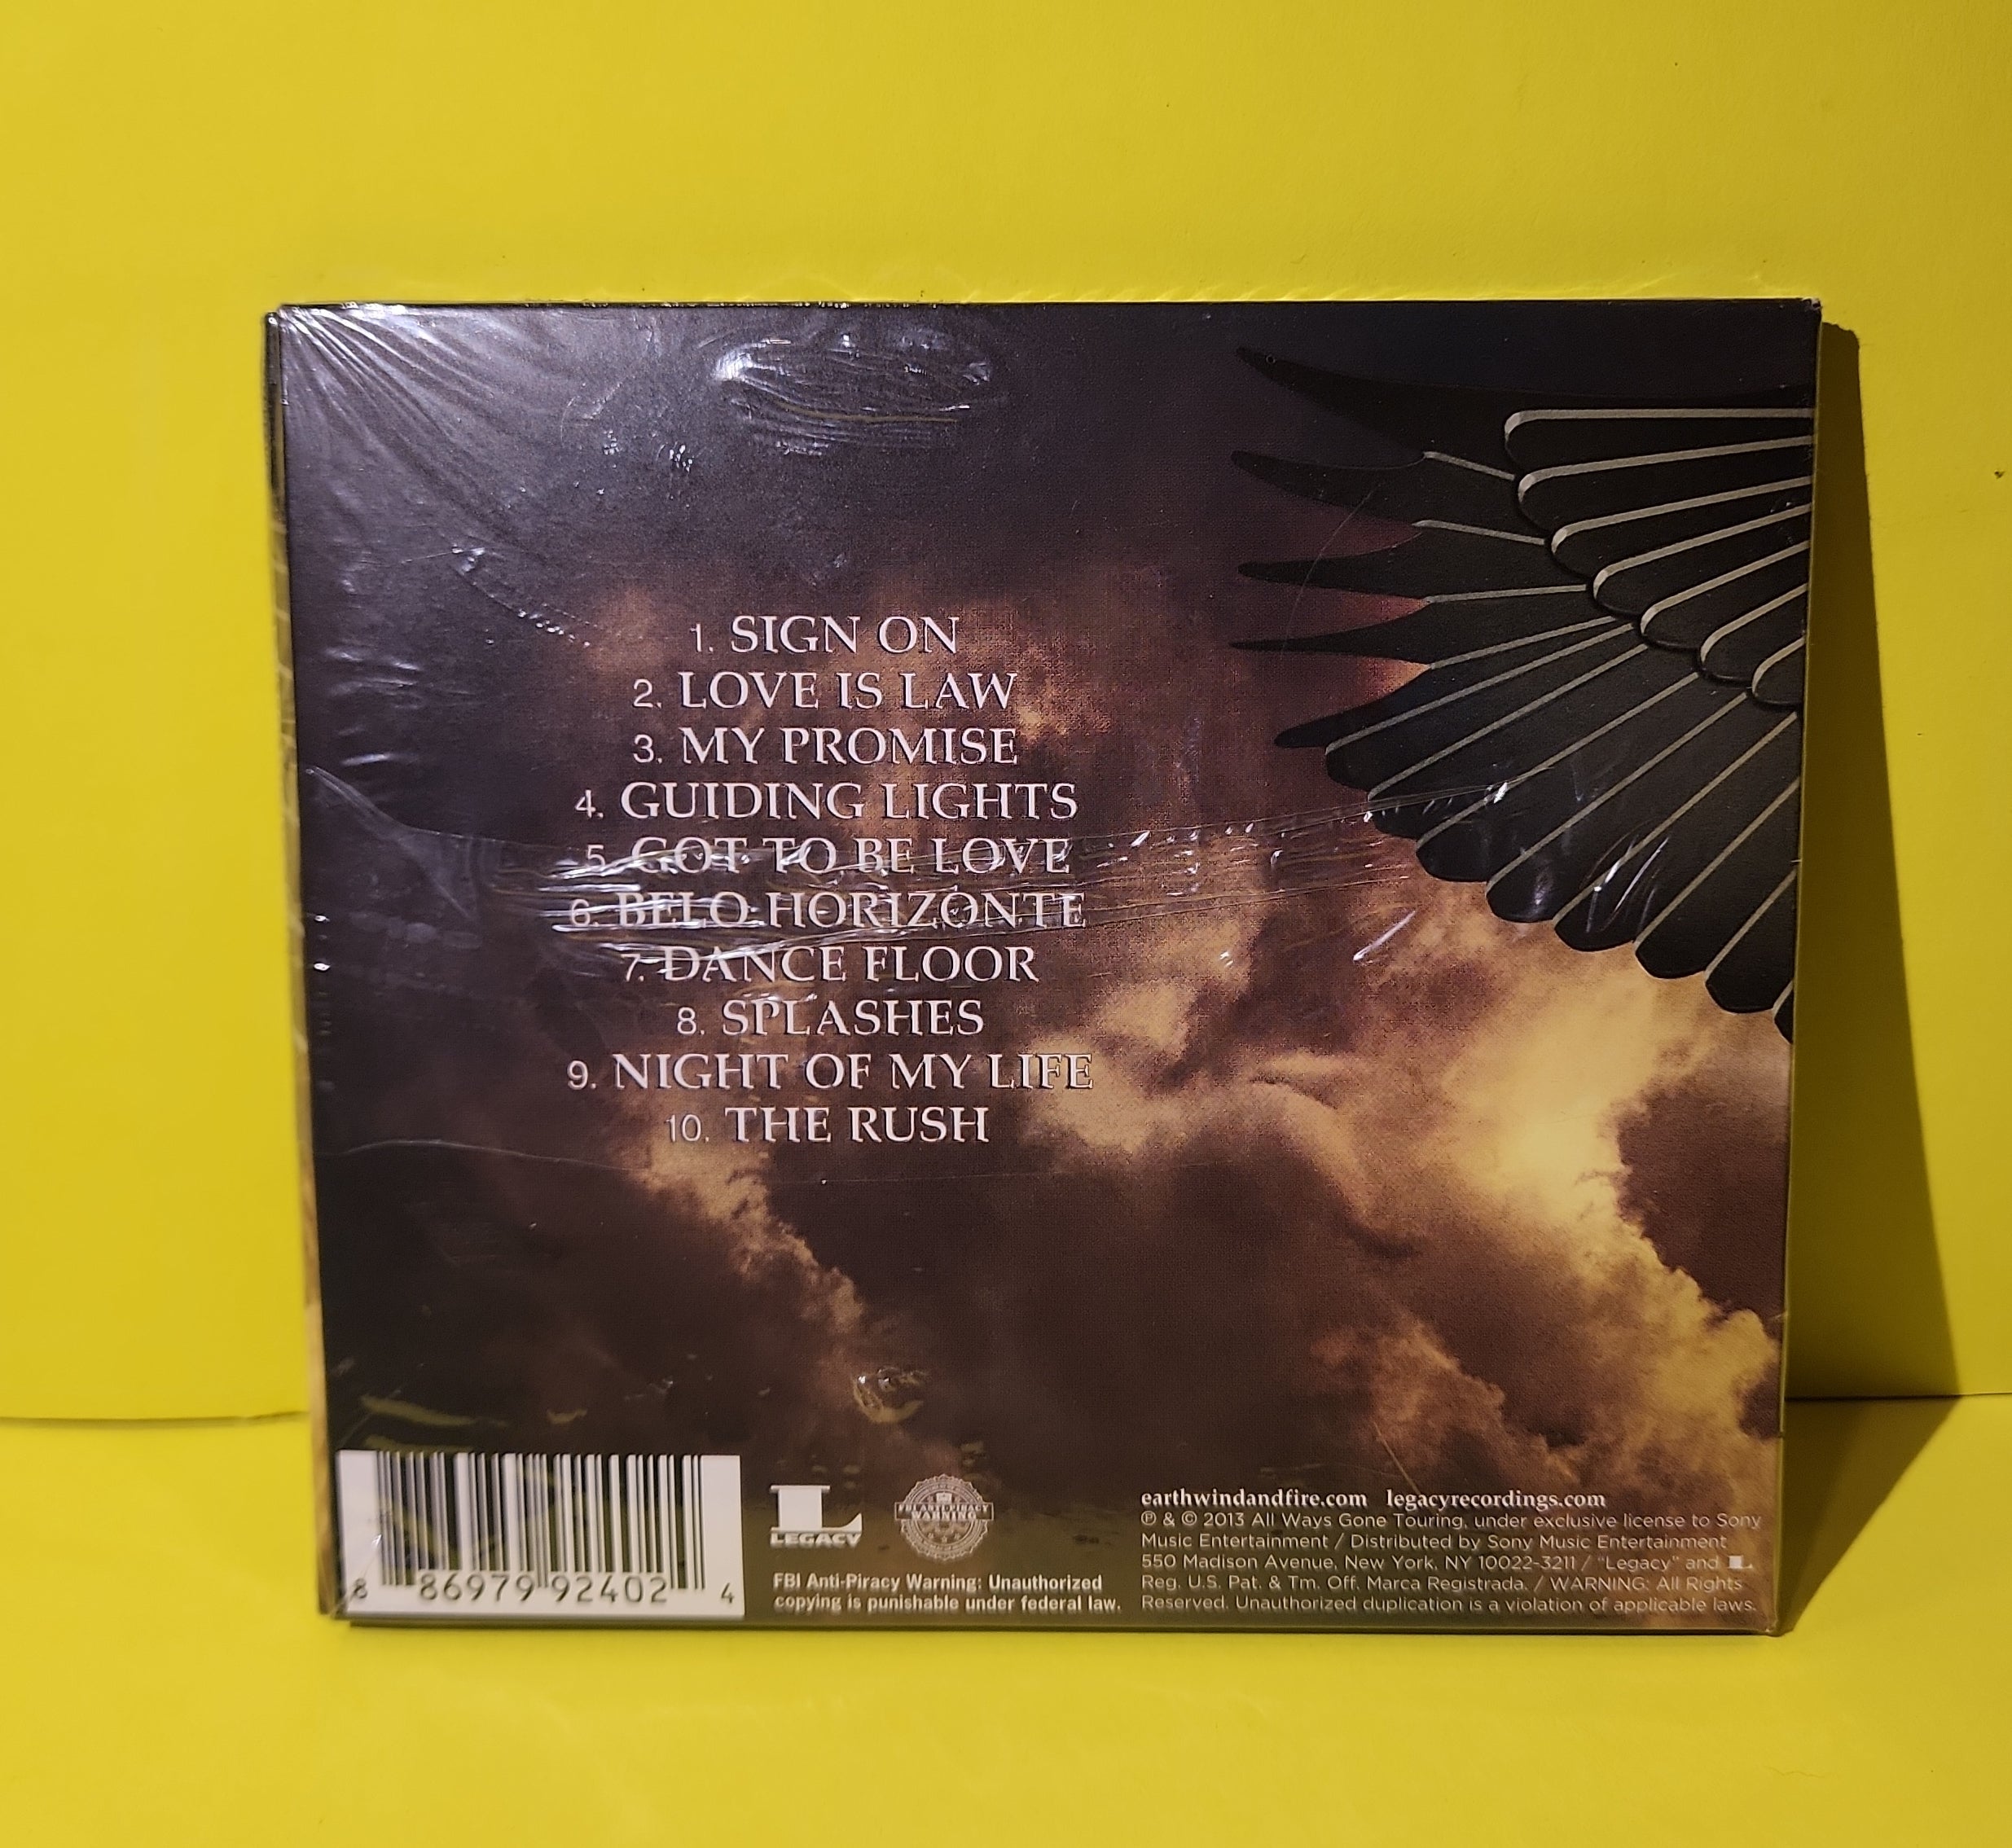 1. SIGN ON
2. LOVE IS LAW
3. MY PROMISE
4. GUIDING LIGHTS
5. GOT TO BE LOVE
6. BELO HORIZONTE
7. DANCE FLOOR
8. SPLASHES
9. NIGHT OF MY LIFE
10. THE RUSH
8 86979 92402 4
LEGACY
FBI ANTI-PIRACY
WARNING
FBI Anti-Piracy Warning: Unauthorized
copying is punishable under federal law.
earthwindandfire.com legacyrecordings.com
℗ & © 2013 All Ways Gone Touring, under exclusive license to Sony
Music Entertainment / Distributed by Sony Music Entertainment
550 Madison Avenue, New York, NY 10022-3211 / "Legacy" and L
Reg. U.S. Pat. & Tm. Off. Marca Registrada. / WARNING: All Rights
Reserved. Unauthorized duplication is a violation of applicable laws.